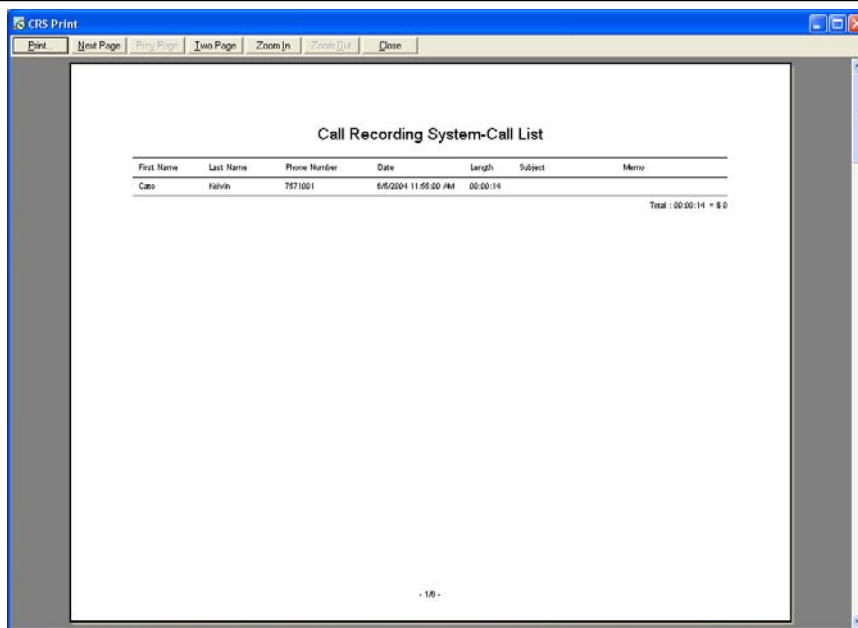 CRS Print
Print... Next Page Prev Page Two Page Zoom In Zoom Out Close
Call Recording System-Call List
First Name Last Name Phone Number Date Length Subject Memo
Cato Kelvin 7671001 6/6/2004 11:55:00 AM 00:00:14
Total : 00:00:14 = $ 0
- 1/0 -